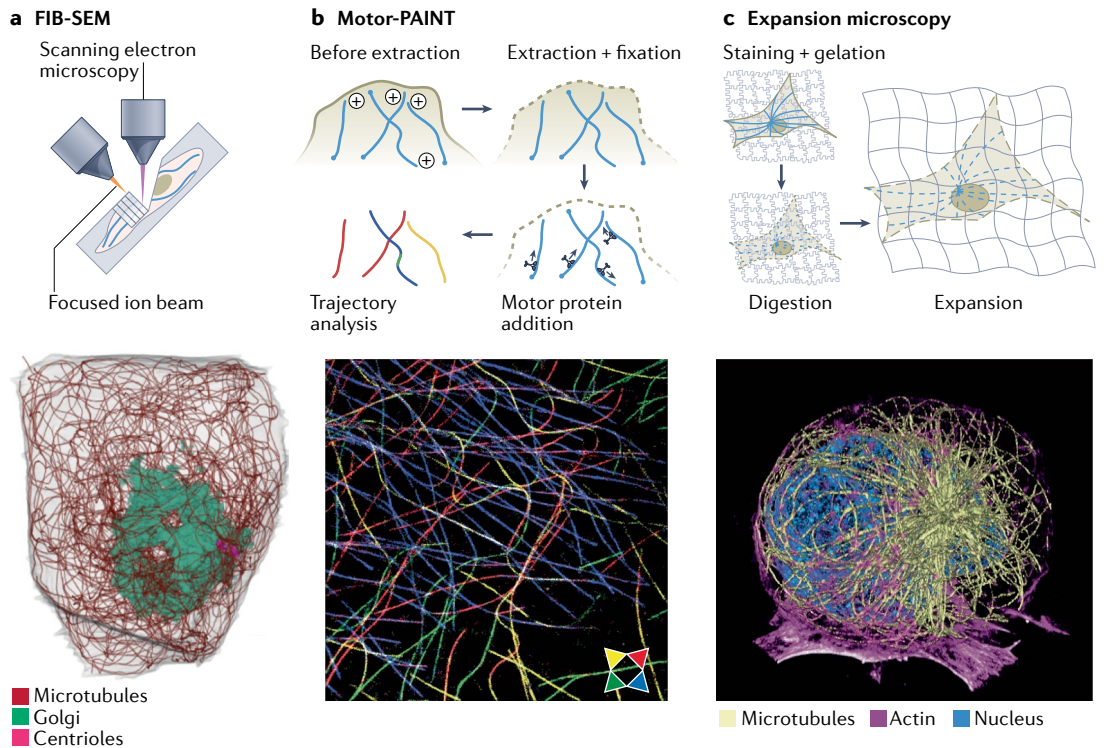 a FIB-SEM
Scanning electron
microscopy
Focused ion beam
Microtubules
Golgi
Centrioles
b Motor-PAINT
Before extraction
Extraction + fixation
+
+
+
+
Trajectory
analysis
Motor protein
addition
c Expansion microscopy
Staining + gelation
Digestion
Expansion
Microtubules
Actin
Nucleus